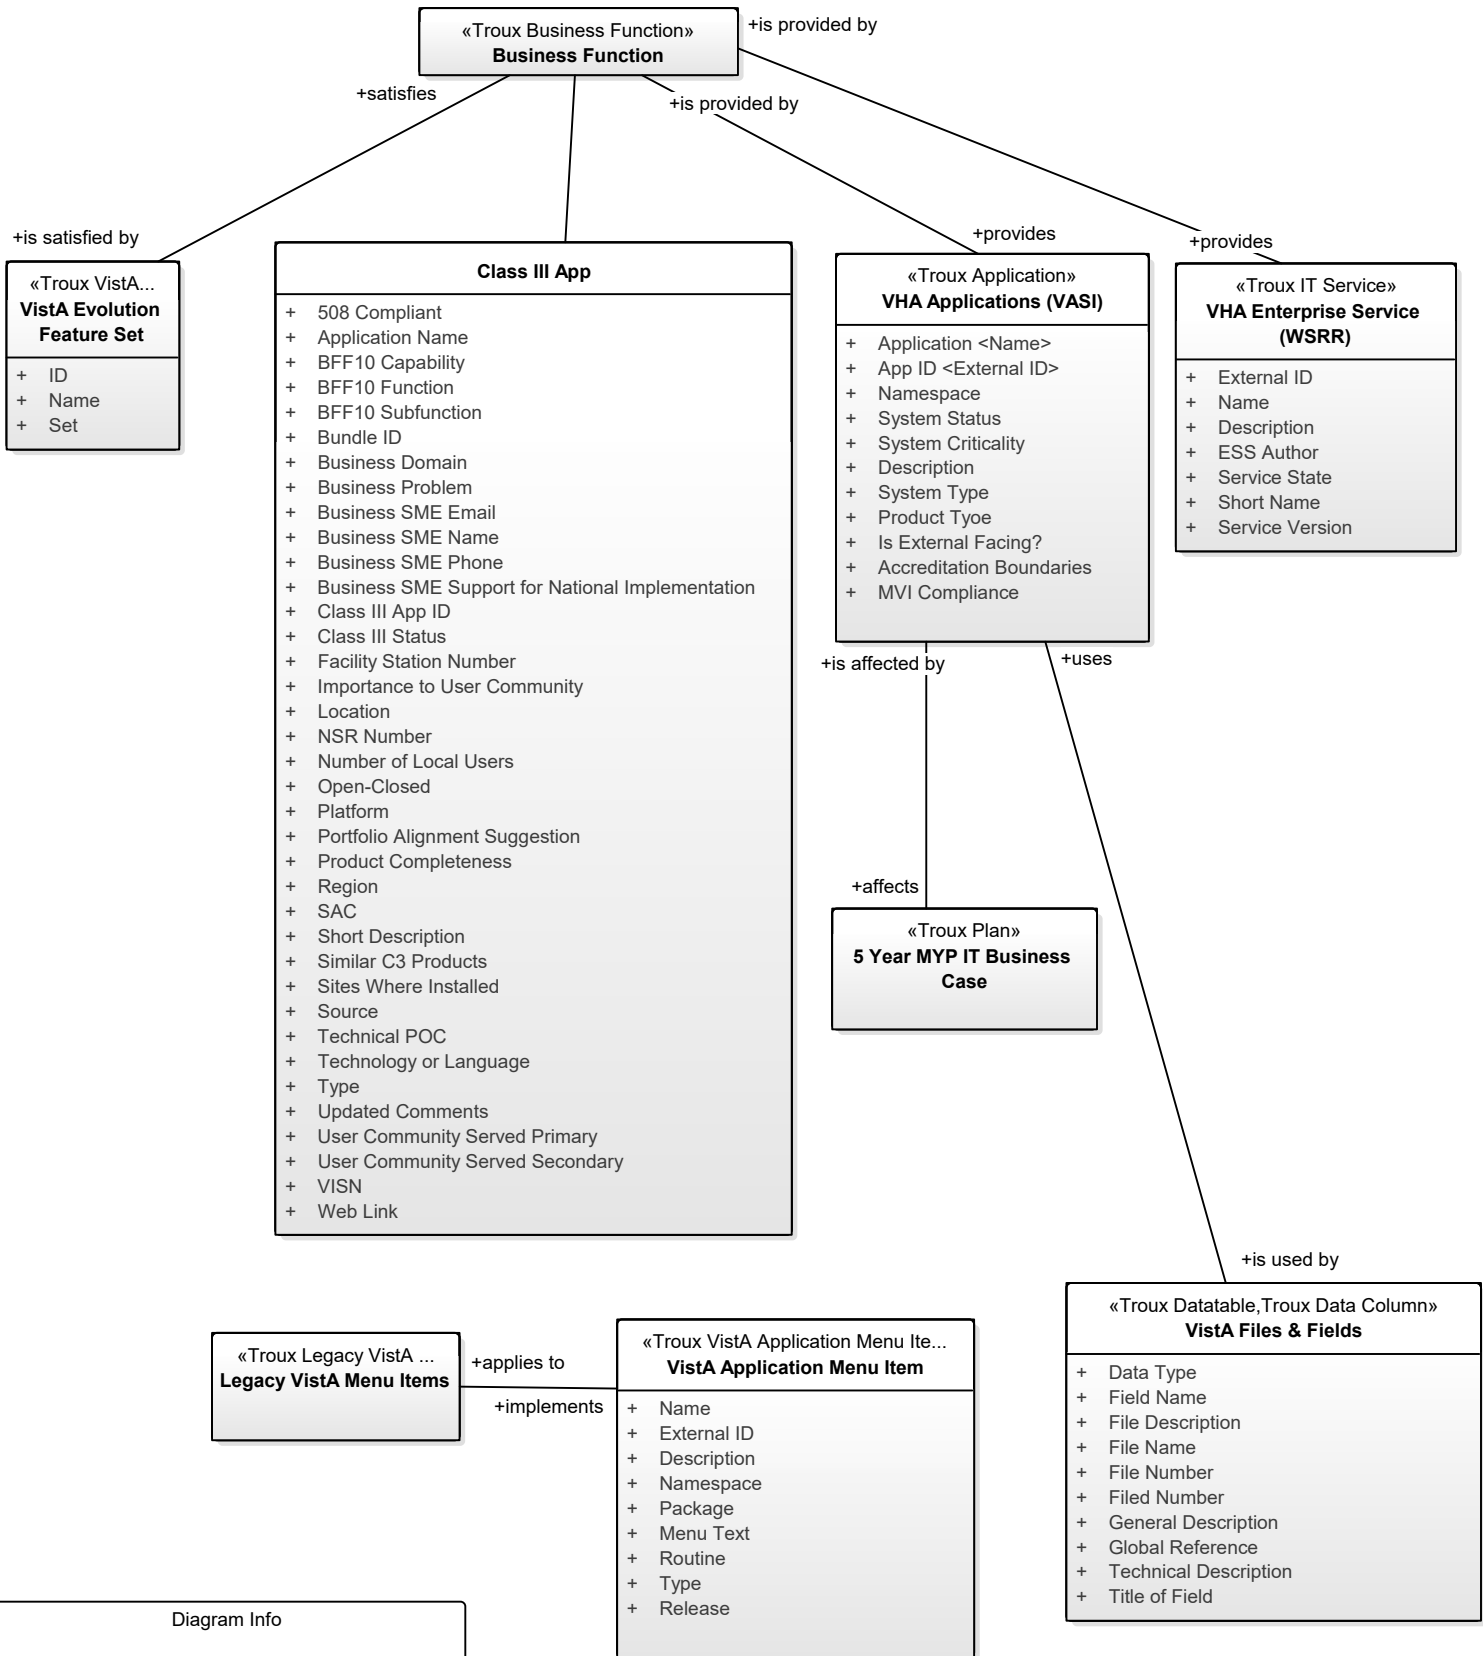 «Troux Business Function»
Business Function
+is provided by
+satisfies
+is provided by
+is satisfied by
+provides
+provides
«Troux VistA...
VistA Evolution
Feature Set
+ ID
+ Name
+ Set
Class III App
+ 508 Compliant
+ Application Name
+ BFF10 Capability
+ BFF10 Function
+ BFF10 Subfunction
+ Bundle ID
+ Business Domain
+ Business Problem
+ Business SME Email
+ Business SME Name
+ Business SME Phone
+ Business SME Support for National Implementation
+ Class III App ID
+ Class III Status
+ Facility Station Number
+ Importance to User Community
+ Location
+ NSR Number
+ Number of Local Users
+ Open-Closed
+ Platform
+ Portfolio Alignment Suggestion
+ Product Completeness
+ Region
+ SAC
+ Short Description
+ Similar C3 Products
+ Sites Where Installed
+ Source
+ Technical POC
+ Technology or Language
+ Type
+ Updated Comments
+ User Community Served Primary
+ User Community Served Secondary
+ VISN
+ Web Link
«Troux Application»
VHA Applications (VASI)
+ Application <Name>
+ App ID <External ID>
+ Namespace
+ System Status
+ System Criticality
+ Description
+ System Type
+ Product Tyoe
+ Is External Facing?
+ Accreditation Boundaries
+ MVI Compliance
«Troux IT Service»
VHA Enterprise Service
(WSRR)
+ External ID
+ Name
+ Description
+ ESS Author
+ Service State
+ Short Name
+ Service Version
+is affected by
+uses
+affects
«Troux Plan»
5 Year MYP IT Business
Case
+is used by
«Troux Datatable,Troux Data Column»
VistA Files & Fields
+ Data Type
+ Field Name
+ File Description
+ File Name
+ File Number
+ Filed Number
+ General Description
+ Global Reference
+ Technical Description
+ Title of Field
«Troux Legacy VistA ...
Legacy VistA Menu Items
+applies to
+implements
«Troux VistA Application Menu Ite...
VistA Application Menu Item
+ Name
+ External ID
+ Description
+ Namespace
+ Package
+ Menu Text
+ Routine
+ Type
+ Release
Diagram Info